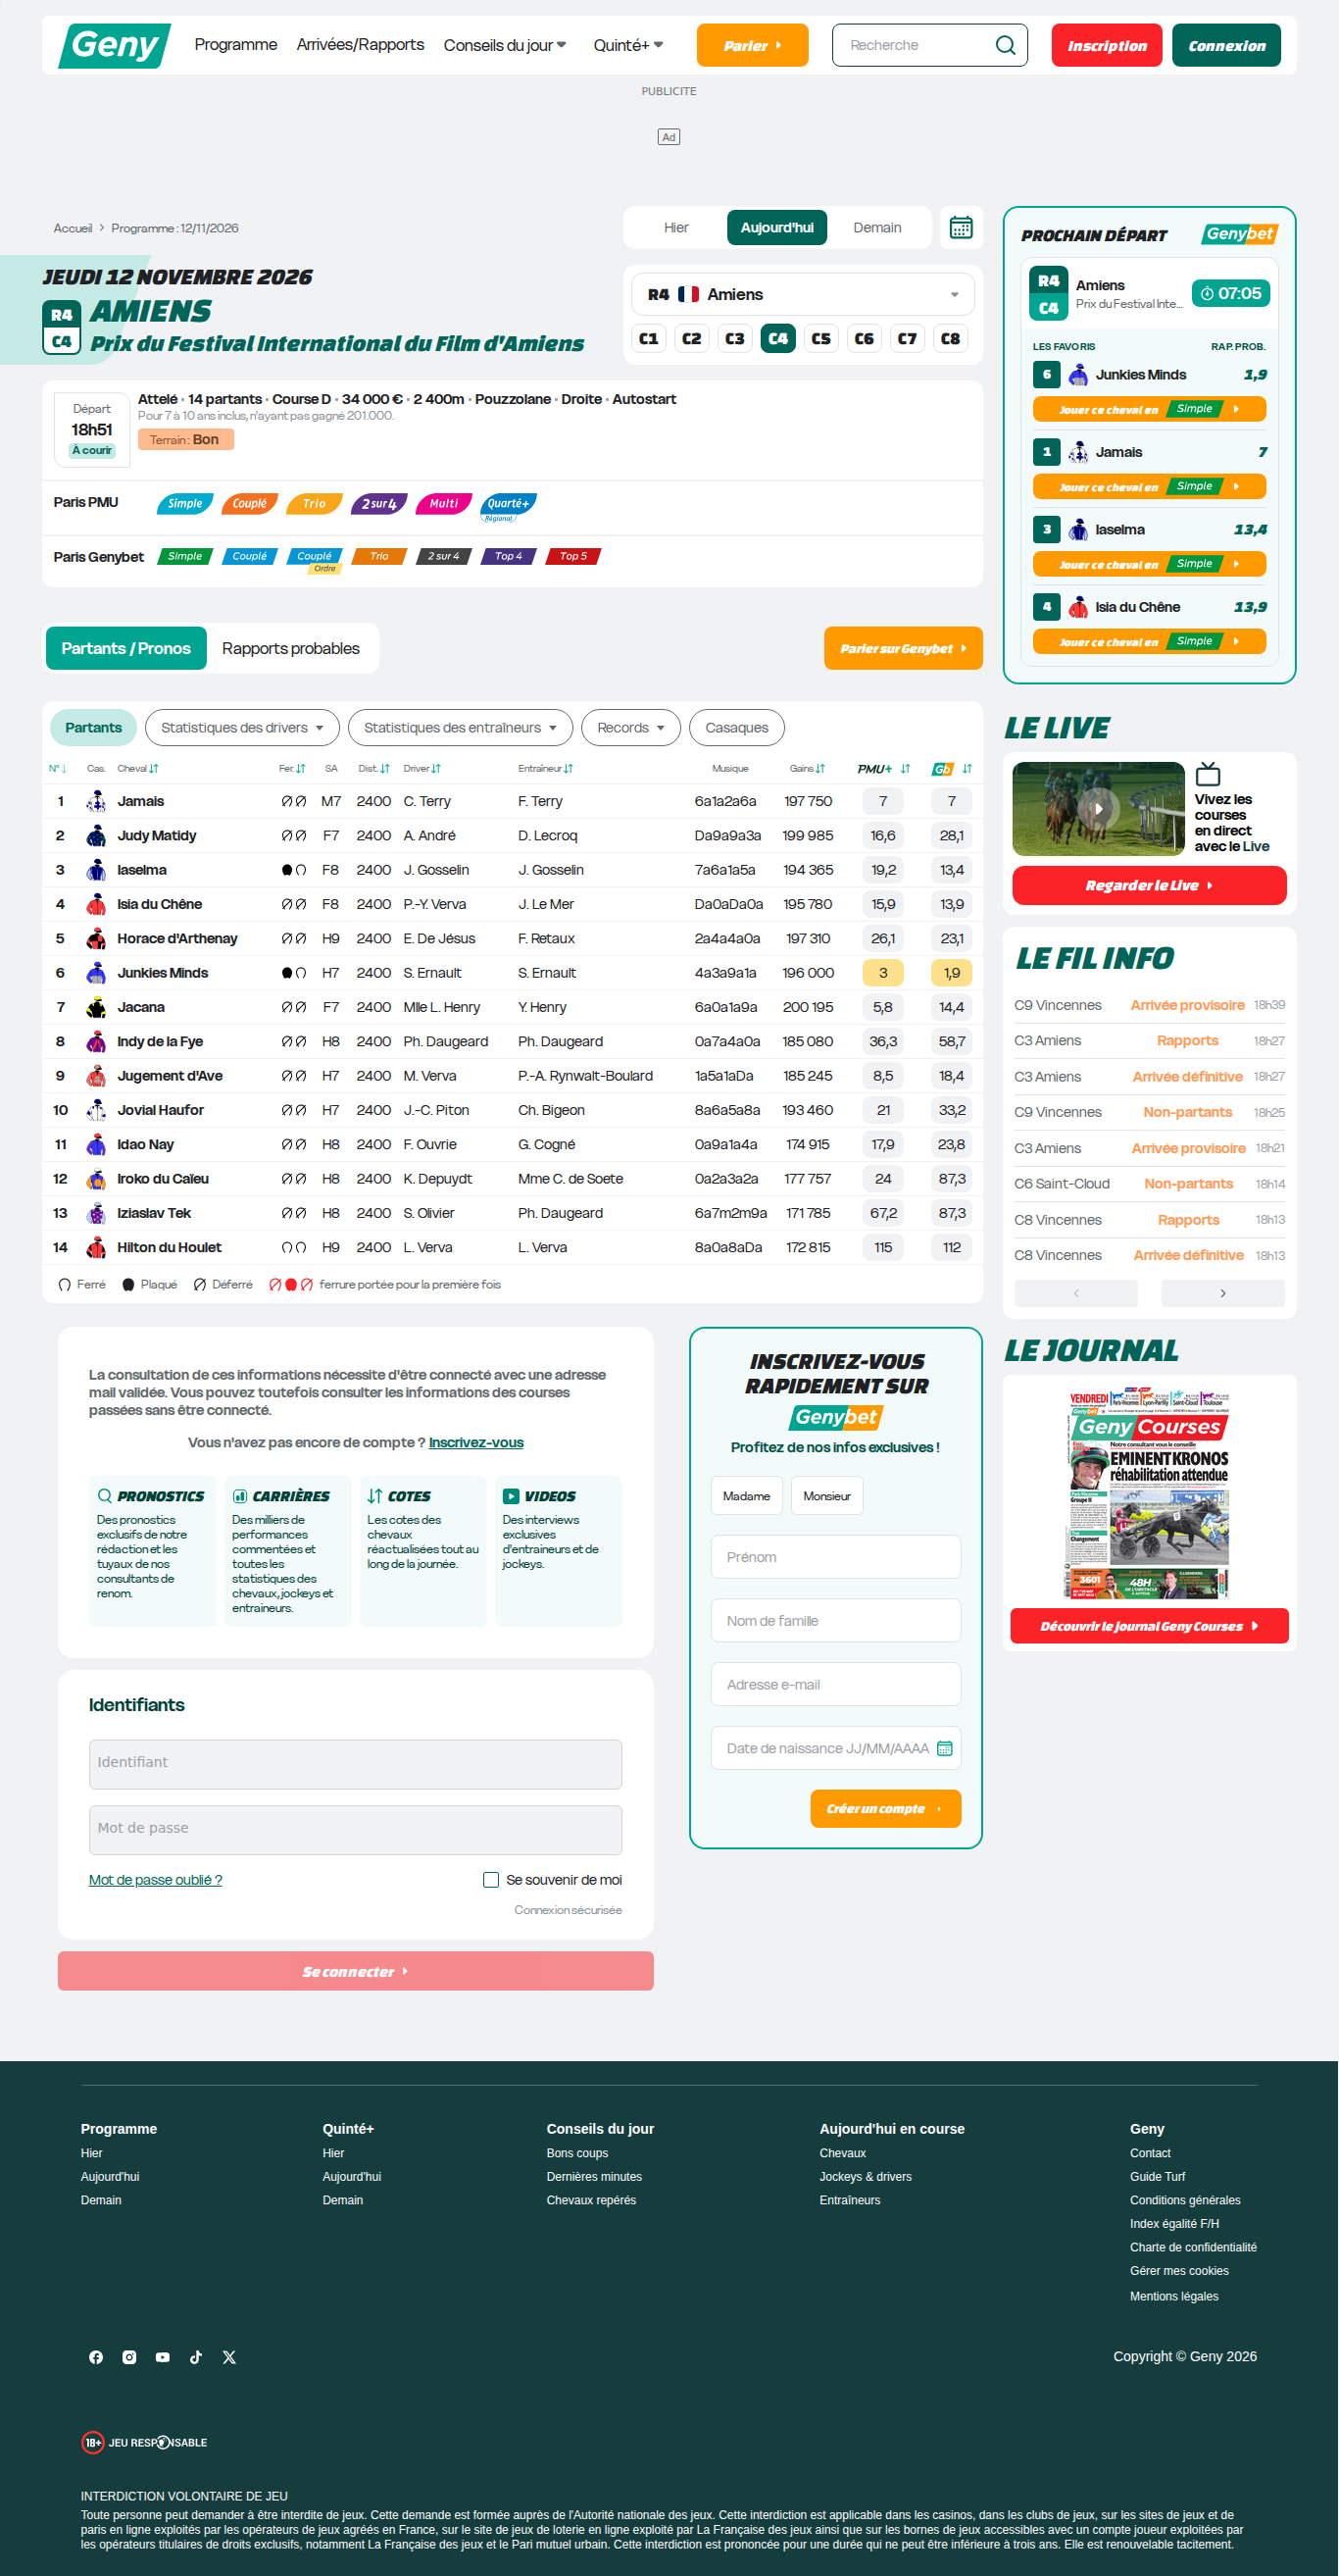 Geny
Programme
Arrivées/Rapports
Conseils du jour
Quinté+
Parier
Recherche
Inscription
Connexion
PUBLICITE
Ad
Accueil > Programme : 12/11/2026
Hier
Aujourd'hui
Demain
JEUDI 12 NOVEMBRE 2026
R4
C4
AMIENS
Prix du Festival International du Film d'Amiens
R4 Amiens
C1 C2 C3 C4 C5 C6 C7 C8
Départ
18h51
À courir
Attelé • 14 partants • Course D • 34 000 € • 2 400m • Pouzzolane • Droite • Autostart
Pour 7 à 10 ans inclus, n'ayant pas gagné 201.000.
Terrain : Bon
Paris PMU
Simple Couplé Trio 2sur4 Multi Quarté+
Régional
Paris Genybet
Simple Couplé Couplé Trio 2 sur 4 Top 4 Top 5
Ordre
Partants / Pronos
Rapports probables
Parier sur Genybet
Partants
Statistiques des drivers
Statistiques des entraîneurs
Records
Casaques
N° Cas. Cheval Fer. SA Dist. Driver Entraîneur Musique Gains PMU+ Gb
1 Jamais M7 2400 C. Terry F. Terry 6a1a2a6a 197 750 7 7
2 Judy Matidy F7 2400 A. André D. Lecroq Da9a9a3a 199 985 16,6 28,1
3 Iaselma F8 2400 J. Gosselin J. Gosselin 7a6a1a5a 194 365 19,2 13,4
4 Isia du Chêne F8 2400 P.-Y. Verva J. Le Mer Da0aDa0a 195 780 15,9 13,9
5 Horace d'Arthenay H9 2400 E. De Jésus F. Retaux 2a4a4a0a 197 310 26,1 23,1
6 Junkies Minds H7 2400 S. Ernault S. Ernault 4a3a9a1a 196 000 3 1,9
7 Jacana F7 2400 Mlle L. Henry Y. Henry 6a0a1a9a 200 195 5,8 14,4
8 Indy de la Fye H8 2400 Ph. Daugeard Ph. Daugeard 0a7a4a0a 185 080 36,3 58,7
9 Jugement d'Ave H7 2400 M. Verva P.-A. Rynwalt-Boulard 1a5a1aDa 185 245 8,5 18,4
10 Jovial Haufor H7 2400 J.-C. Piton Ch. Bigeon 8a6a5a8a 193 460 21 33,2
11 Idao Nay H8 2400 F. Ouvrie G. Cogné 0a9a1a4a 174 915 17,9 23,8
12 Iroko du Caïeu H8 2400 K. Depuydt Mme C. de Soete 0a2a3a2a 177 757 24 87,3
13 Iziaslav Tek H8 2400 S. Olivier Ph. Daugeard 6a7m2m9a 171 785 67,2 87,3
14 Hilton du Houlet H9 2400 L. Verva L. Verva 8a0a8aDa 172 815 115 112
Ferré Plaqué Déferré ferrure portée pour la première fois
La consultation de ces informations nécessite d'être connecté avec une adresse
mail validée. Vous pouvez toutefois consulter les informations des courses
passées sans être connecté.
Vous n'avez pas encore de compte ? Inscrivez-vous
PRONOSTICS
Des pronostics
exclusifs de notre
rédaction et les
tuyaux de nos
consultants de
renom.
CARRIÈRES
Des milliers de
performances
commentées et
toutes les
statistiques des
chevaux, jockeys et
entraineurs.
COTES
Les cotes des
chevaux
réactualisées tout au
long de la journée.
VIDEOS
Des interviews
exclusives
d'entraineurs et de
jockeys.
Identifiants
Identifiant
Mot de passe
Mot de passe oublié ?
Se souvenir de moi
Connexion sécurisée
Se connecter
INSCRIVEZ-VOUS
RAPIDEMENT SUR
Genybet
Profitez de nos infos exclusives !
Madame
Monsieur
Prénom
Nom de famille
Adresse e-mail
Date de naissance JJ/MM/AAAA
Créer un compte
PROCHAIN DÉPART
Genybet
R4
C4
Amiens
Prix du Festival Inte...
07:05
LES FAVORIS
RAP. PROB.
6 Junkies Minds 1,9
Jouer ce cheval en Simple
1 Jamais 7
Jouer ce cheval en Simple
3 Iaselma 13,4
Jouer ce cheval en Simple
4 Isia du Chêne 13,9
Jouer ce cheval en Simple
LE LIVE
Vivez les
courses
en direct
avec le Live
Regarder le Live
LE FIL INFO
C9 Vincennes Arrivée provisoire 18h39
C3 Amiens Rapports 18h27
C3 Amiens Arrivée définitive 18h27
C9 Vincennes Non-partants 18h25
C3 Amiens Arrivée provisoire 18h21
C6 Saint-Cloud Non-partants 18h14
C8 Vincennes Rapports 18h13
C8 Vincennes Arrivée définitive 18h13
LE JOURNAL
VENDREDI
Geny Courses
Notre consultant vous le conseille
EMINENT KRONOS
réhabilitation attendue
Groupe II
Changement
3601
48H
Découvrir le journal Geny Courses
Programme
Hier
Aujourd'hui
Demain
Quinté+
Hier
Aujourd'hui
Demain
Conseils du jour
Bons coups
Dernières minutes
Chevaux repérés
Aujourd'hui en course
Chevaux
Jockeys & drivers
Entraîneurs
Geny
Contact
Guide Turf
Conditions générales
Index égalité F/H
Charte de confidentialité
Gérer mes cookies
Mentions légales
Copyright © Geny 2026
18+ JEU RESPONSABLE
INTERDICTION VOLONTAIRE DE JEU
Toute personne peut demander à être interdite de jeux. Cette demande est formée auprès de l'Autorité nationale des jeux. Cette interdiction est applicable dans les casinos, dans les clubs de jeux, sur les sites de jeux et de
paris en ligne exploités par les opérateurs de jeux agréés en France, sur le site de jeux de loterie en ligne exploité par La Française des jeux ainsi que sur les bornes de jeux accessibles avec un compte joueur exploitées par
les opérateurs titulaires de droits exclusifs, notamment La Française des jeux et le Pari mutuel urbain. Cette interdiction est prononcée pour une durée qui ne peut être inférieure à trois ans. Elle est renouvelable tacitement.